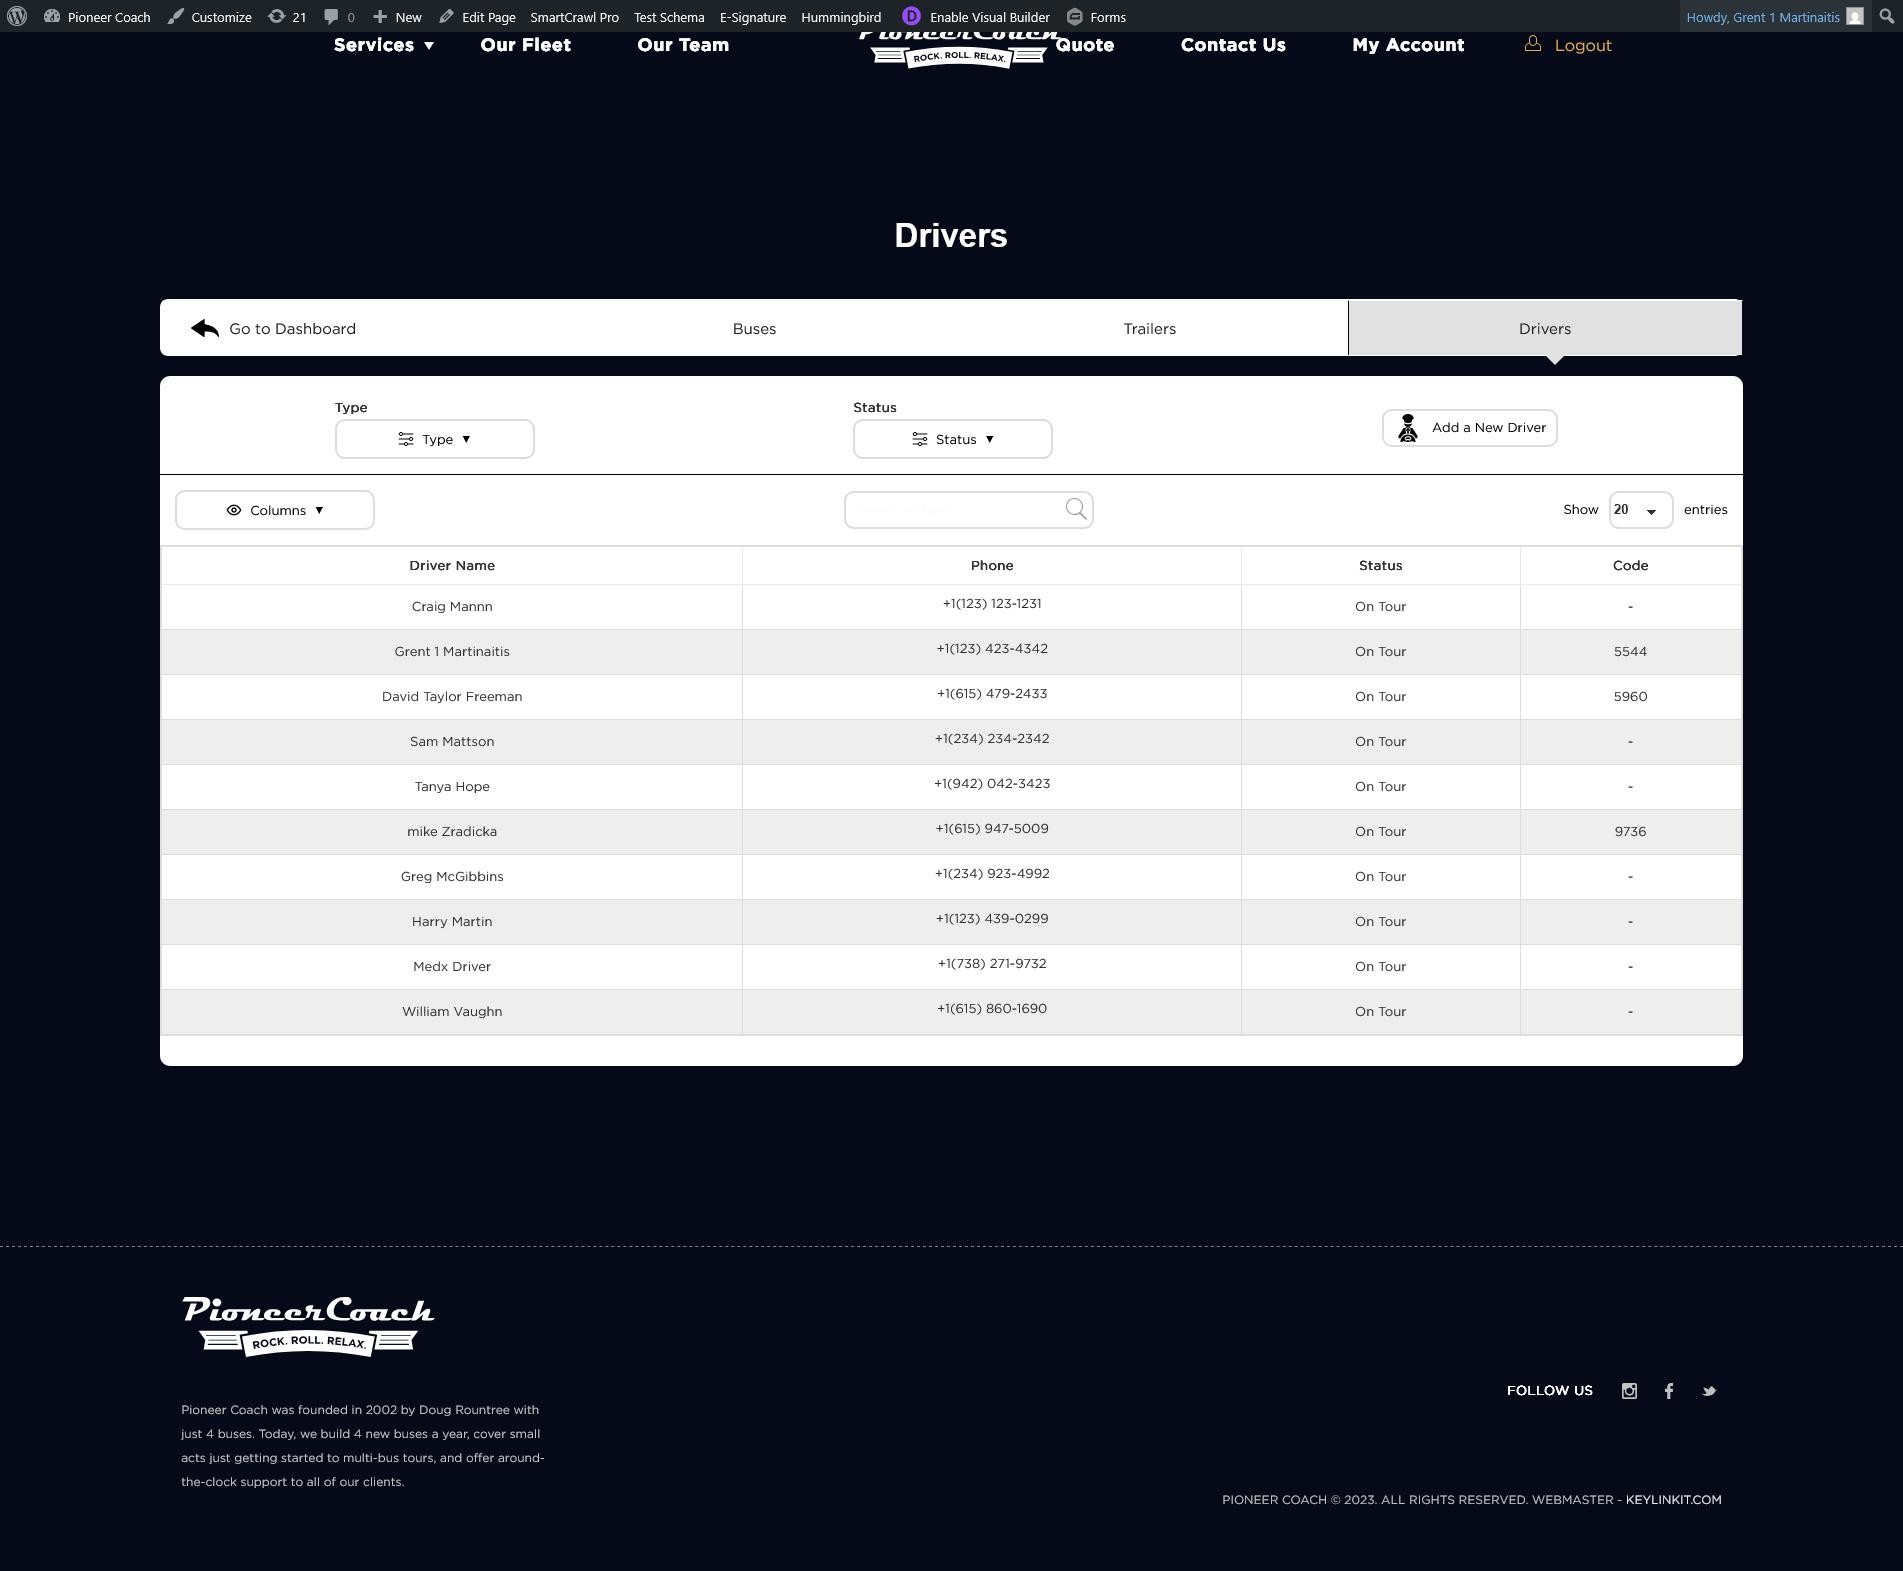 Pioneer Coach Customize 21 0 New Edit Page SmartCrawl Pro Test Schema E-Signature Hummingbird Enable Visual Builder Forms Howdy, Grent 1 Martinaitis
Services ▼ Our Fleet Our Team PioneerCoach Quote Contact Us My Account Logout
ROCK. ROLL. RELAX.
Drivers
Go to Dashboard Buses Trailers Drivers
Type Status
Type ▼ Status ▼ Add a New Driver
Columns ▼ Show 20 entries
Driver Name Phone Status Code
Craig Mannn +1(123) 123-1231 On Tour -
Grent 1 Martinaitis +1(123) 423-4342 On Tour 5544
David Taylor Freeman +1(615) 479-2433 On Tour 5960
Sam Mattson +1(234) 234-2342 On Tour -
Tanya Hope +1(942) 042-3423 On Tour -
mike Zradicka +1(615) 947-5009 On Tour 9736
Greg McGibbins +1(234) 923-4992 On Tour -
Harry Martin +1(123) 439-0299 On Tour -
Medx Driver +1(738) 271-9732 On Tour -
William Vaughn +1(615) 860-1690 On Tour -
PioneerCoach
ROCK. ROLL. RELAX.
FOLLOW US
Pioneer Coach was founded in 2002 by Doug Rountree with
just 4 buses. Today, we build 4 new buses a year, cover small
acts just getting started to multi-bus tours, and offer around-
the-clock support to all of our clients.
PIONEER COACH © 2023. ALL RIGHTS RESERVED. WEBMASTER - KEYLINKIT.COM